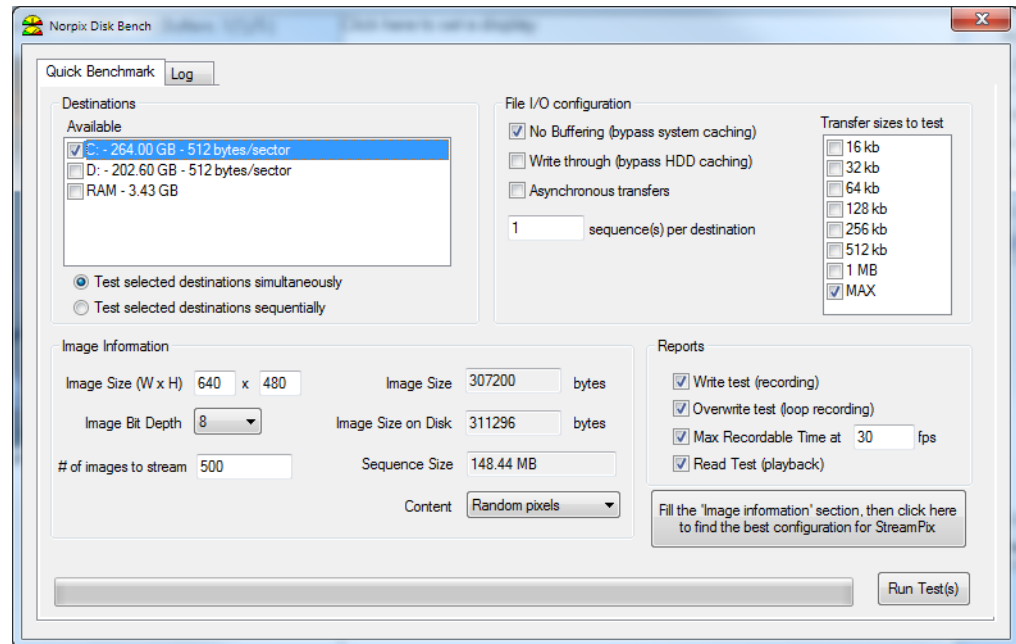 Norpix Disk Bench
Quick Benchmark Log
Destinations
Available
C: - 264.00 GB - 512 bytes/sector
D: - 202.60 GB - 512 bytes/sector
RAM - 3.43 GB
Test selected destinations simultaneously
Test selected destinations sequentially
File I/O configuration
No Buffering (bypass system caching)
Write through (bypass HDD caching)
Asynchronous transfers
1 sequence(s) per destination
Transfer sizes to test
16 kb
32 kb
64 kb
128 kb
256 kb
512 kb
1 MB
MAX
Image Information
Image Size (W x H) 640 x 480
Image Bit Depth 8
# of images to stream 500
Image Size 307200 bytes
Image Size on Disk 311296 bytes
Sequence Size 148.44 MB
Content Random pixels
Reports
Write test (recording)
Overwrite test (loop recording)
Max Recordable Time at 30 fps
Read Test (playback)
Fill the 'Image information' section, then click here
to find the best configuration for StreamPix
Run Test(s)